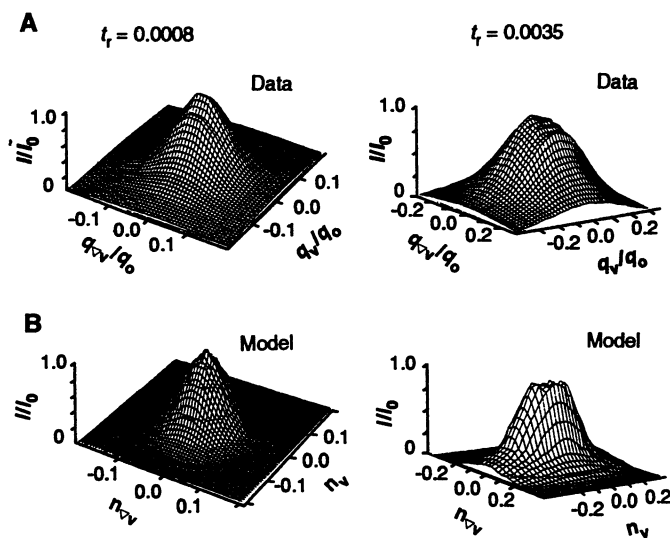 A
t_r = 0.0008
t_r = 0.0035
Data
Data
1.0
I/I_0
0
-0.1
0.0
0.1
q_∇v/q_o
-0.1
0.0
0.1
q_v/q_o
1.0
I/I_0
0
-0.2
0.0
0.2
q_∇v/q_o
-0.2
0.0
0.2
q_v/q_o
B
Model
Model
1.0
I/I_0
0
-0.1
0.0
0.1
n_∇v
-0.1
0.0
0.1
n_v
1.0
I/I_0
0
-0.2
0.0
0.2
n_∇v
-0.2
0.0
0.2
n_v